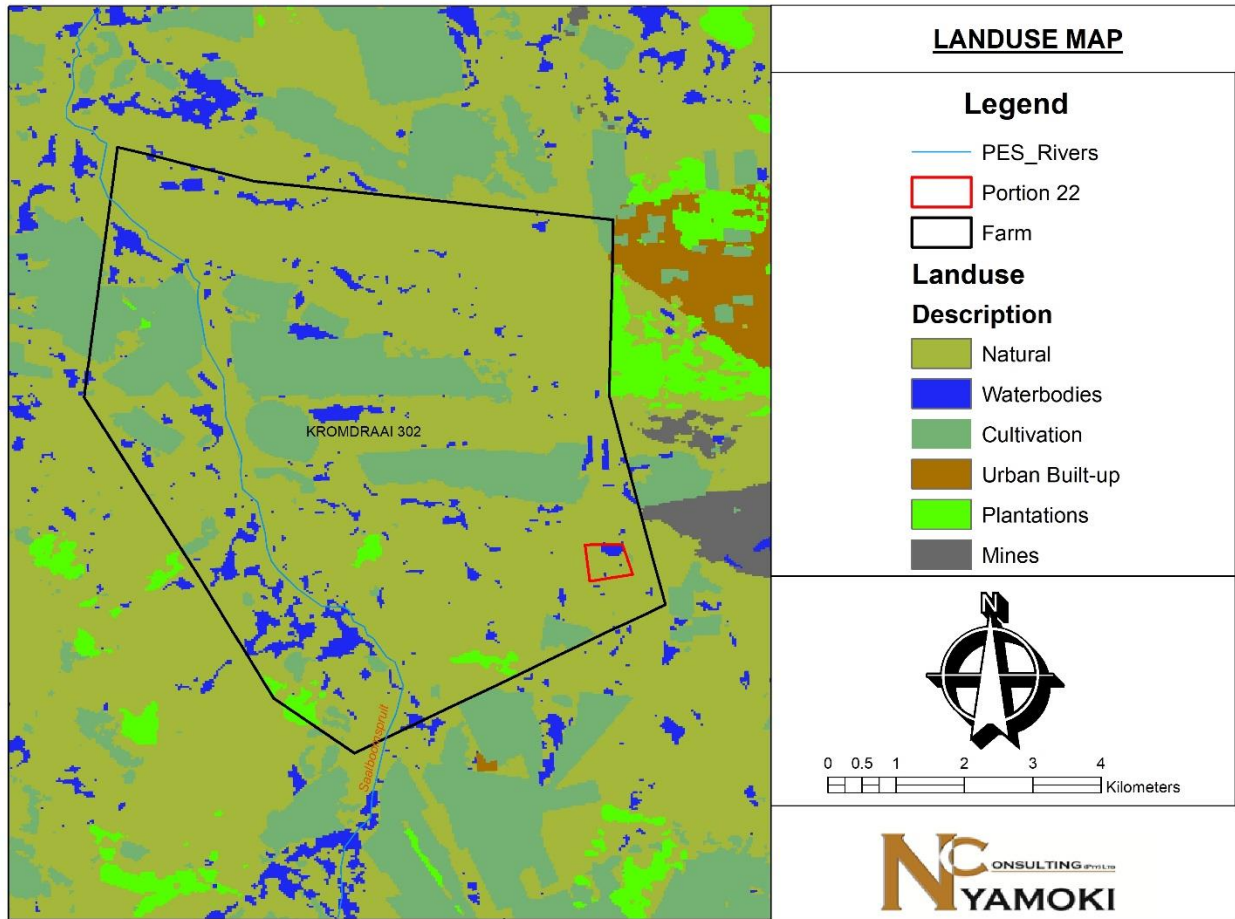 LANDUSE MAP
Legend
PES_Rivers
Portion 22
Farm
Landuse
Description
Natural
Waterbodies
Cultivation
Urban Built-up
Plantations
Mines
KROMDRAAI 302
Saalboomspruit
N
0 0.5 1 2 3 4
Kilometers
NC ONSULTING (Pty) Ltd
YAMOKI